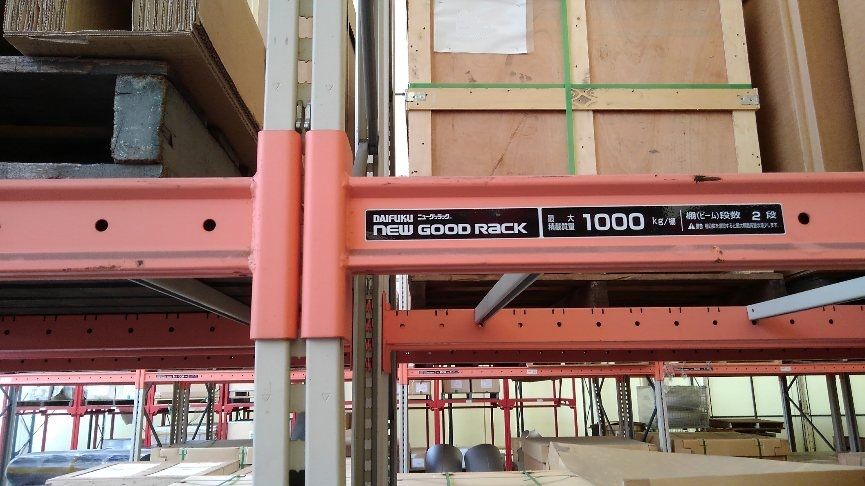 DAIFUKU ニューグッラック
new GOOD RACK
最大
積載質量 1000 kg/棚
棚(ビーム)段数 2段